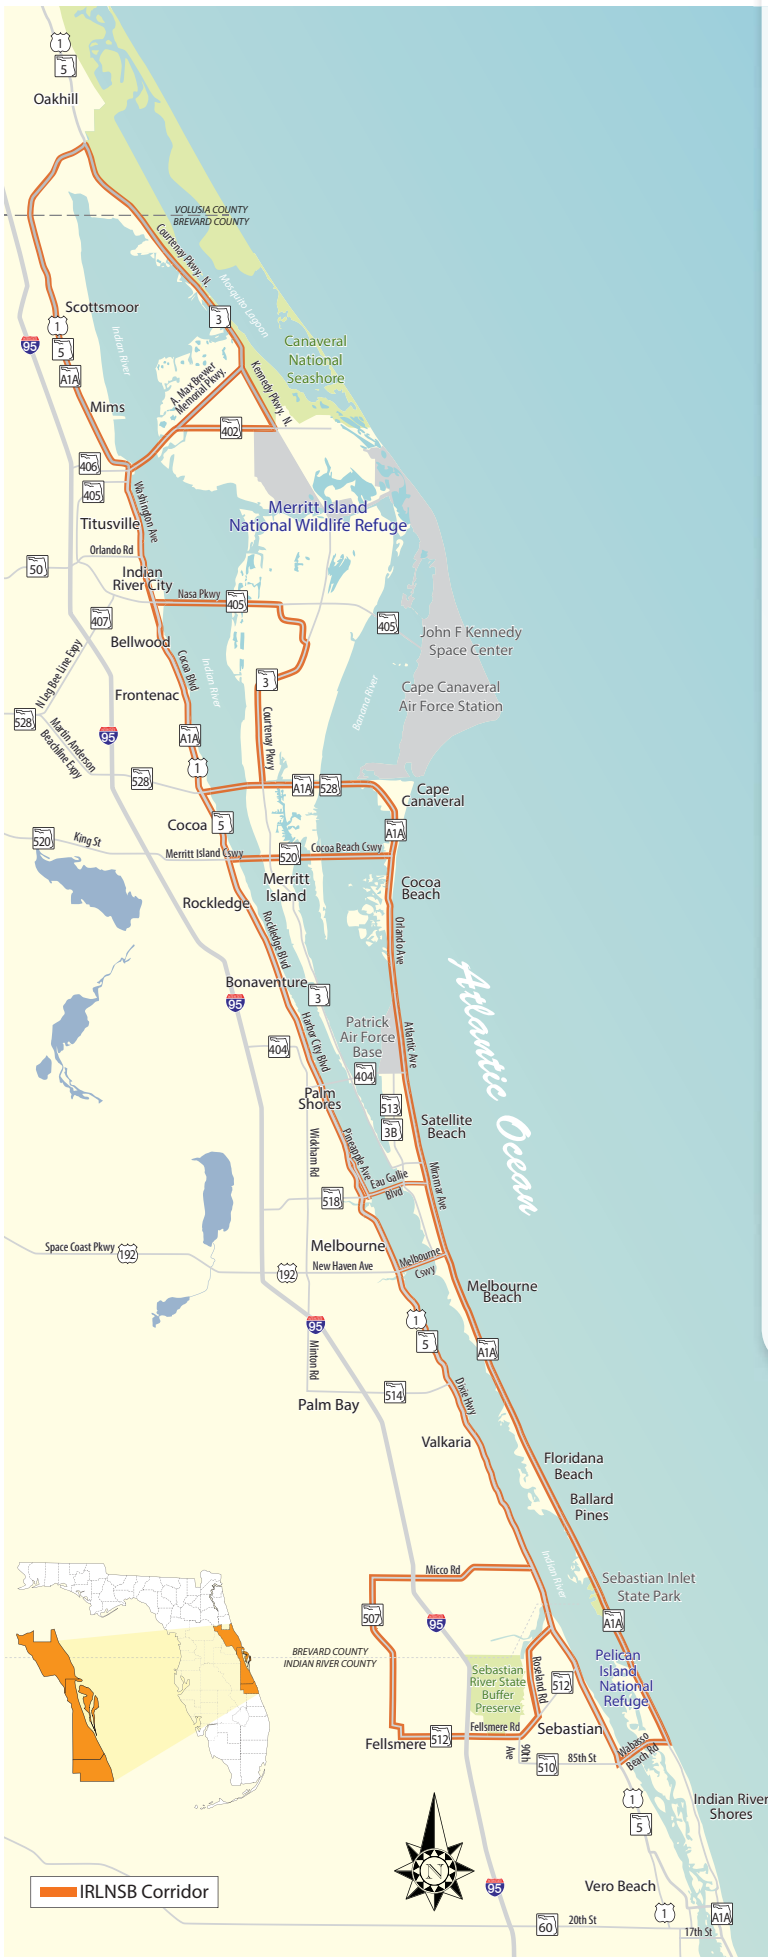 1
5
Oakhill
VOLUSIA COUNTY
BREVARD COUNTY
Courtenay Pkwy. N.
Mosquito Lagoon
Scottsmoor
3
1
Indian River
95
5
Canaveral
National
Seashore
A1A
A. Max Brewer
Memorial Pkwy.
Kennedy Pkwy. N.
Mims
402
406
405
Washington Ave
Merritt Island
National Wildlife Refuge
Titusville
Orlando Rd
50
Indian
River City
Nasa Pkwy
405
407
405
John F Kennedy
Space Center
Bellwood
N Leg Bee Line Expy
Cocoa Blvd
Indian River
3
Banana River
Cape Canaveral
Air Force Station
Frontenac
528
Martin Anderson
Beachline Expy
95
A1A
Courtenay Pkwy
1
528
A1A
528
Cape
Canaveral
Cocoa
5
A1A
520
King St
Merritt Island Cswy
520
Cocoa Beach Cswy
Merritt
Island
Cocoa
Beach
Rockledge
Rockledge Blvd
Orlando Ave
Atlantic Ocean
Bonaventure
95
3
Harbor City Blvd
Patrick
Air Force
Base
Atlantic Ave
404
404
Palm
Shores
513
3B
Satellite
Beach
Wickham Rd
Pineapple Ave
Eau Gallie
Blvd
Miramar Ave
518
Space Coast Pkwy
192
Melbourne
192
New Haven Ave
Melbourne
Cswy
Melbourne
Beach
95
1
5
A1A
Minton Rd
514
Dixie Hwy
Palm Bay
Valkaria
Floridana
Beach
Ballard
Pines
Micco Rd
Indian River
Sebastian Inlet
State Park
507
95
A1A
BREVARD COUNTY
INDIAN RIVER COUNTY
Sebastian
River State
Buffer
Preserve
Roseland Rd
512
Pelican
Island
National
Refuge
Fellsmere
512
Fellsmere Rd
Sebastian
90th
Ave
510
85th St
Wabasso
Beach Rd
1
5
Indian River
Shores
N
IRLNSB Corridor
95
Vero Beach
1
A1A
60
20th St
17th St